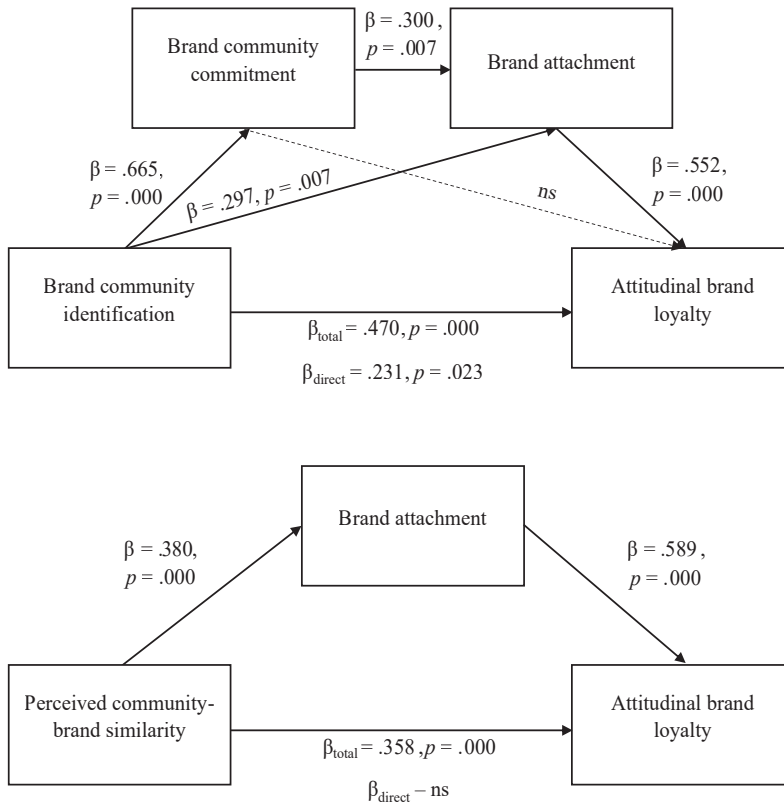 β = .300 ,
p = .007
Brand community
commitment
Brand attachment
β = .665,
p = .000
β = .297, p = .007
ns
β = .552,
p = .000
Brand community
identification
Attitudinal brand
loyalty
βtotal = .470, p = .000
βdirect = .231, p = .023
Brand attachment
β = .380,
p = .000
β = .589 ,
p = .000
Perceived community-
brand similarity
Attitudinal brand
loyalty
βtotal = .358 , p = .000
βdirect – ns